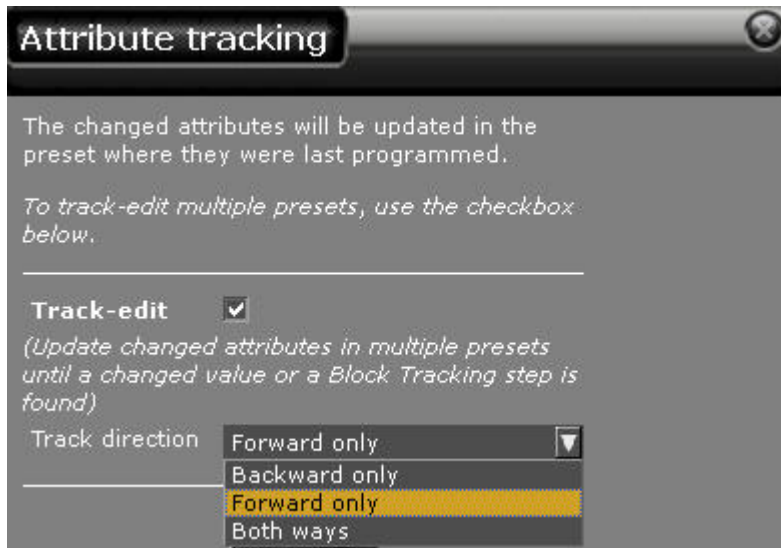 Attribute tracking
The changed attributes will be updated in the
preset where they were last programmed.
To track-edit multiple presets, use the checkbox
below.
Track-edit
(Update changed attributes in multiple presets
until a changed value or a Block Tracking step is
found)
Track direction Forward only
Backward only
Forward only
Both ways